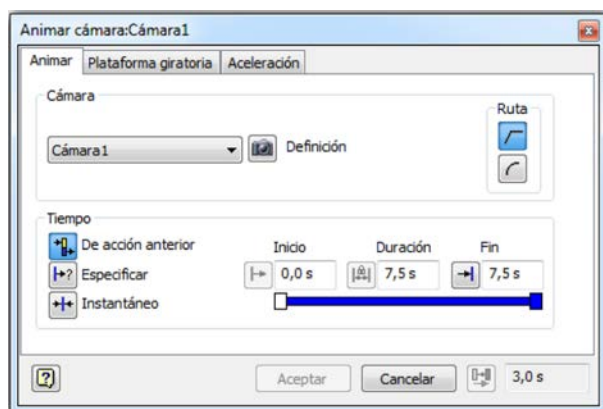 Animar cámara:Cámara1
Animar Plataforma giratoria Aceleración
Cámara
Ruta
Cámara1 Definición
Tiempo
De acción anterior Inicio Duración Fin
Especificar 0,0 s 7,5 s 7,5 s
Instantáneo
Aceptar Cancelar 3,0 s